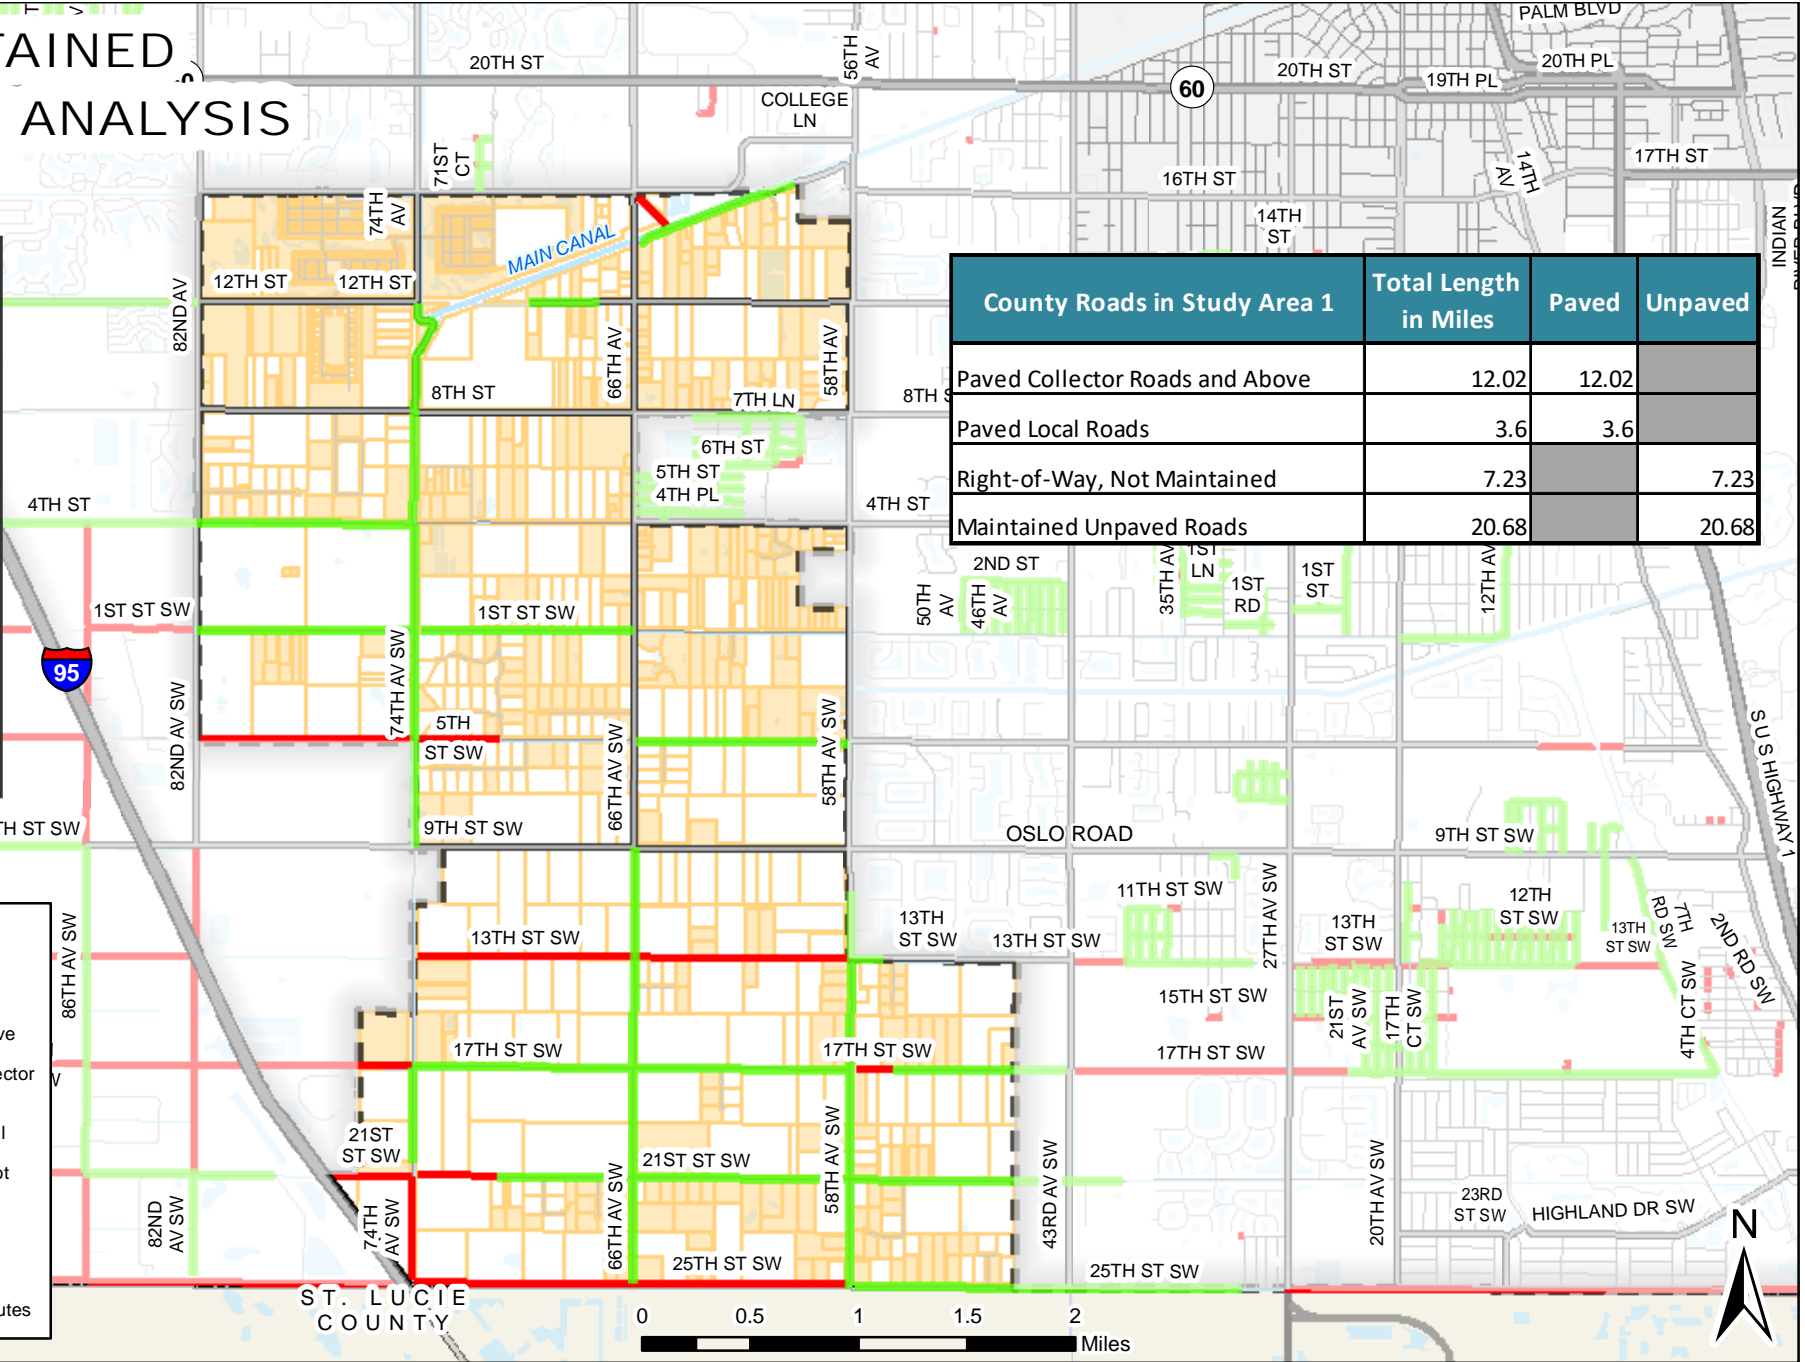 TAINED
ANALYSIS
20TH ST
56TH
AV
COLLEGE
LN
60
20TH ST
19TH PL
PALM BLVD
20TH PL
17TH ST
16TH ST
14TH
AV
14TH
ST
INDIAN
71ST
CT
74TH
AV
MAIN CANAL
12TH ST
12TH ST
82ND AV
66TH AV
58TH AV
8TH ST
7TH LN
8TH S
6TH ST
5TH ST
4TH PL
4TH ST
4TH ST
County Roads in Study Area 1
Total Length
in Miles
Paved
Unpaved
Paved Collector Roads and Above
12.02
12.02
Paved Local Roads
3.6
3.6
Right-of-Way, Not Maintained
7.23
7.23
Maintained Unpaved Roads
20.68
20.68
2ND ST
50TH
AV
46TH
AV
35TH AV
1ST
LN
1ST
RD
1ST
ST
12TH AV
1ST ST SW
1ST ST SW
95
74TH AV SW
82ND AV SW
5TH
ST SW
66TH AV SW
58TH AV SW
S U S HIGHWAY 1
TH ST SW
9TH ST SW
OSLO ROAD
9TH ST SW
11TH ST SW
27TH AV SW
12TH
ST SW
13TH
ST SW
13TH ST SW
13TH ST SW
13TH
ST SW
13TH
ST SW
7TH
RD SW
2ND RD SW
86TH AV SW
15TH ST SW
21ST
AV SW
17TH
CT SW
4TH CT SW
17TH ST SW
17TH ST SW
17TH ST SW
ve
ector
W
l
ot
utes
21ST
ST SW
21ST ST SW
58TH AV SW
43RD AV SW
20TH AV SW
82ND
AV SW
74TH
AV SW
66TH AV SW
23RD
ST SW
HIGHLAND DR SW
25TH ST SW
25TH ST SW
ST. LUCIE
COUNTY
0
0.5
1
1.5
2
Miles
N